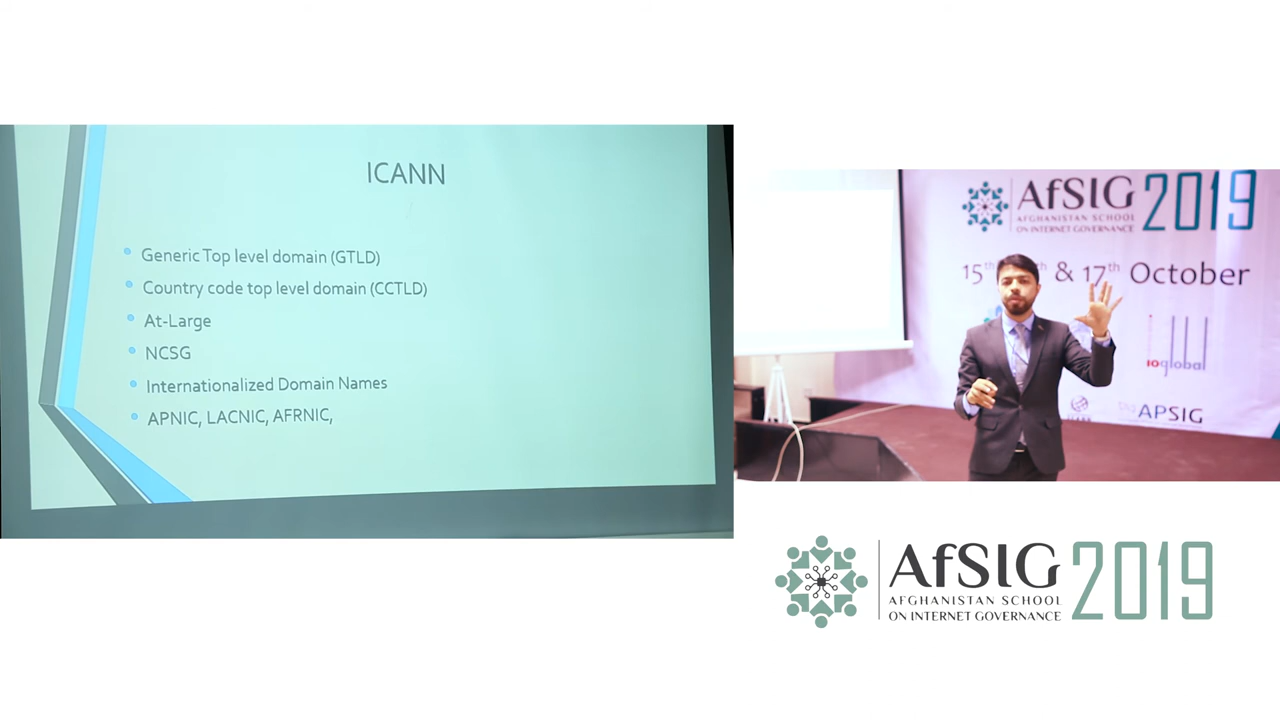 ICANN
Generic Top level domain (GTLD)
Country code top level domain (CCTLD)
At-Large
NCSG
Internationalized Domain Names
APNIC, LACNIC, AFRNIC,
AfSIG 2019
AFGHANISTAN SCHOOL
ON INTERNET GOVERNANCE
15th & 17th October
ioglobal
APSIG
AfSIG 2019
AFGHANISTAN SCHOOL
ON INTERNET GOVERNANCE